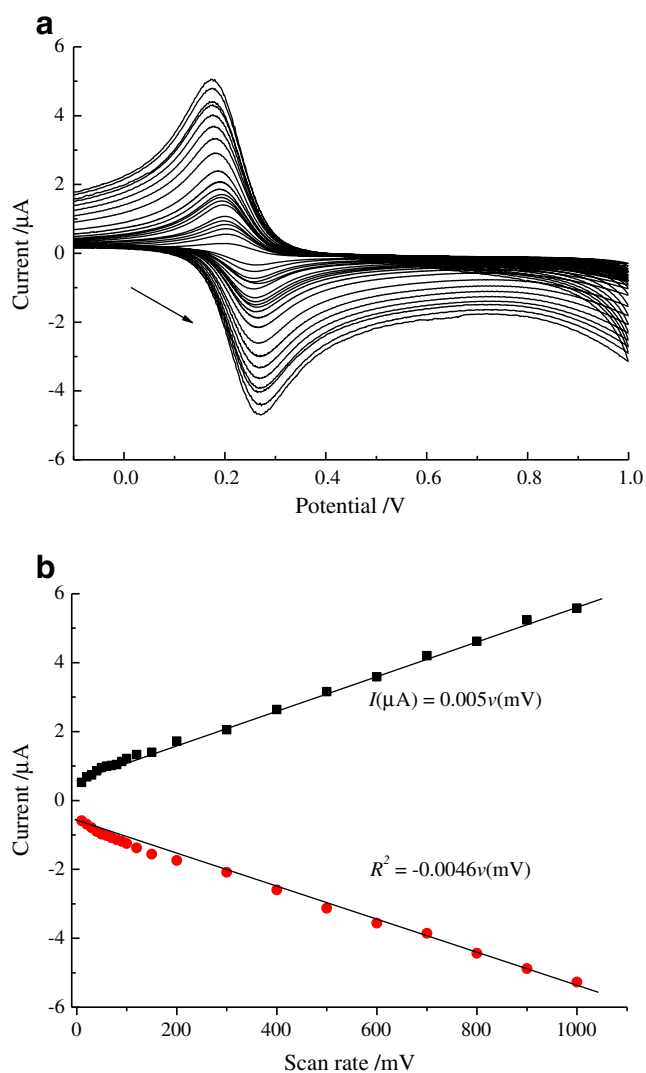 a
6
4
2
0
-2
-4
-6
Current /μA
0.0 0.2 0.4 0.6 0.8 1.0
Potential /V
b
6
4
2
0
-2
-4
-6
Current /μA
I(μA) = 0.005v(mV)
R² = -0.0046v(mV)
0 200 400 600 800 1000
Scan rate /mV